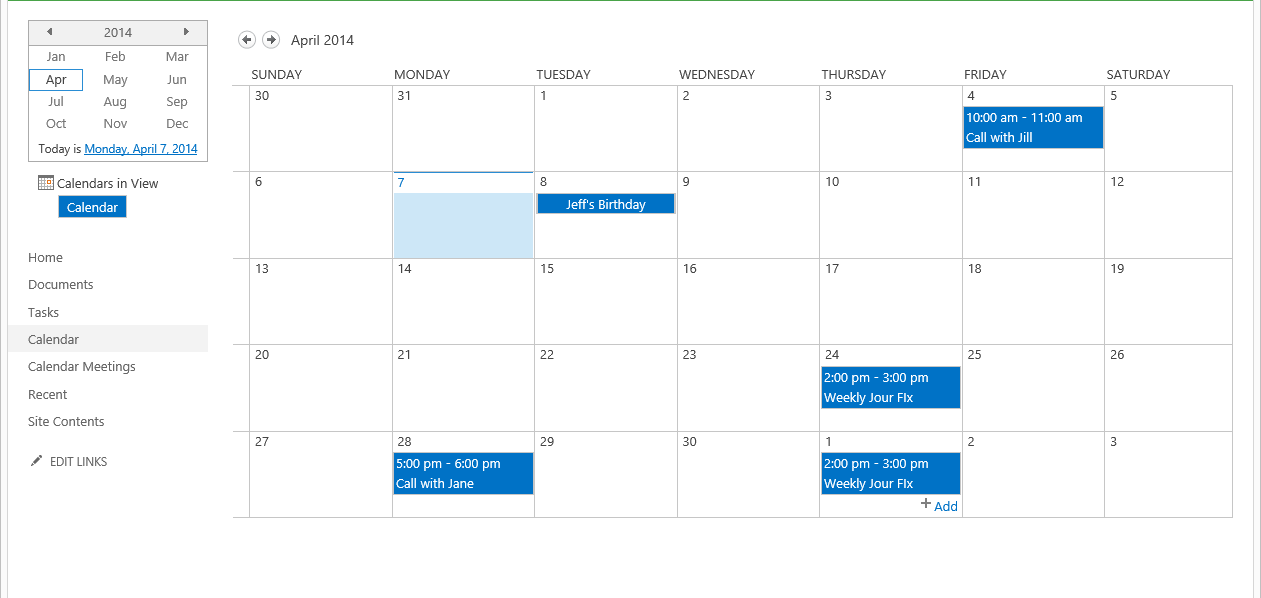 2014
Jan Feb Mar
Apr May Jun
Jul Aug Sep
Oct Nov Dec
Today is Monday, April 7, 2014
Calendars in View
Calendar
Home
Documents
Tasks
Calendar
Calendar Meetings
Recent
Site Contents
EDIT LINKS
April 2014
SUNDAY MONDAY TUESDAY WEDNESDAY THURSDAY FRIDAY SATURDAY
30 31 1 2 3 4 5
10:00 am - 11:00 am
Call with Jill
6 7 8 9 10 11 12
Jeff's Birthday
13 14 15 16 17 18 19
20 21 22 23 24 25 26
2:00 pm - 3:00 pm
Weekly Jour FIx
27 28 29 30 1 2 3
5:00 pm - 6:00 pm 2:00 pm - 3:00 pm
Call with Jane Weekly Jour FIx
+ Add